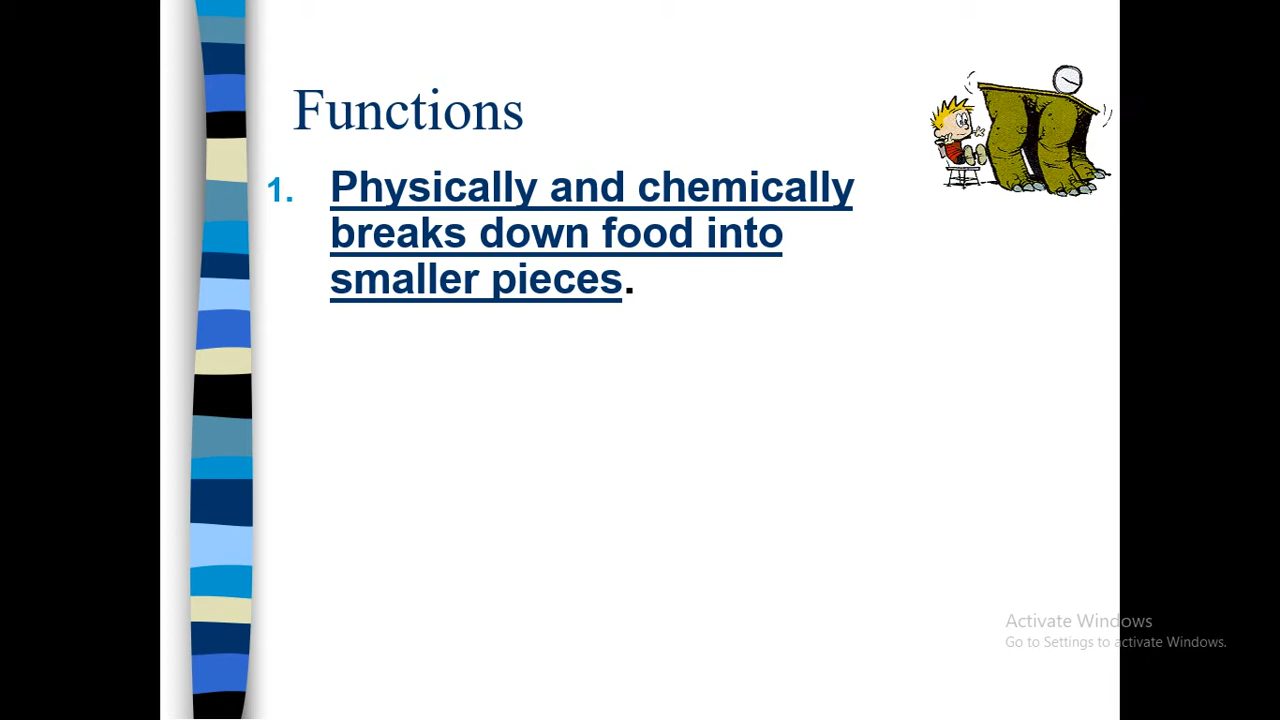 Functions
1. Physically and chemically
breaks down food into
smaller pieces.
Activate Windows
Go to Settings to activate Windows.